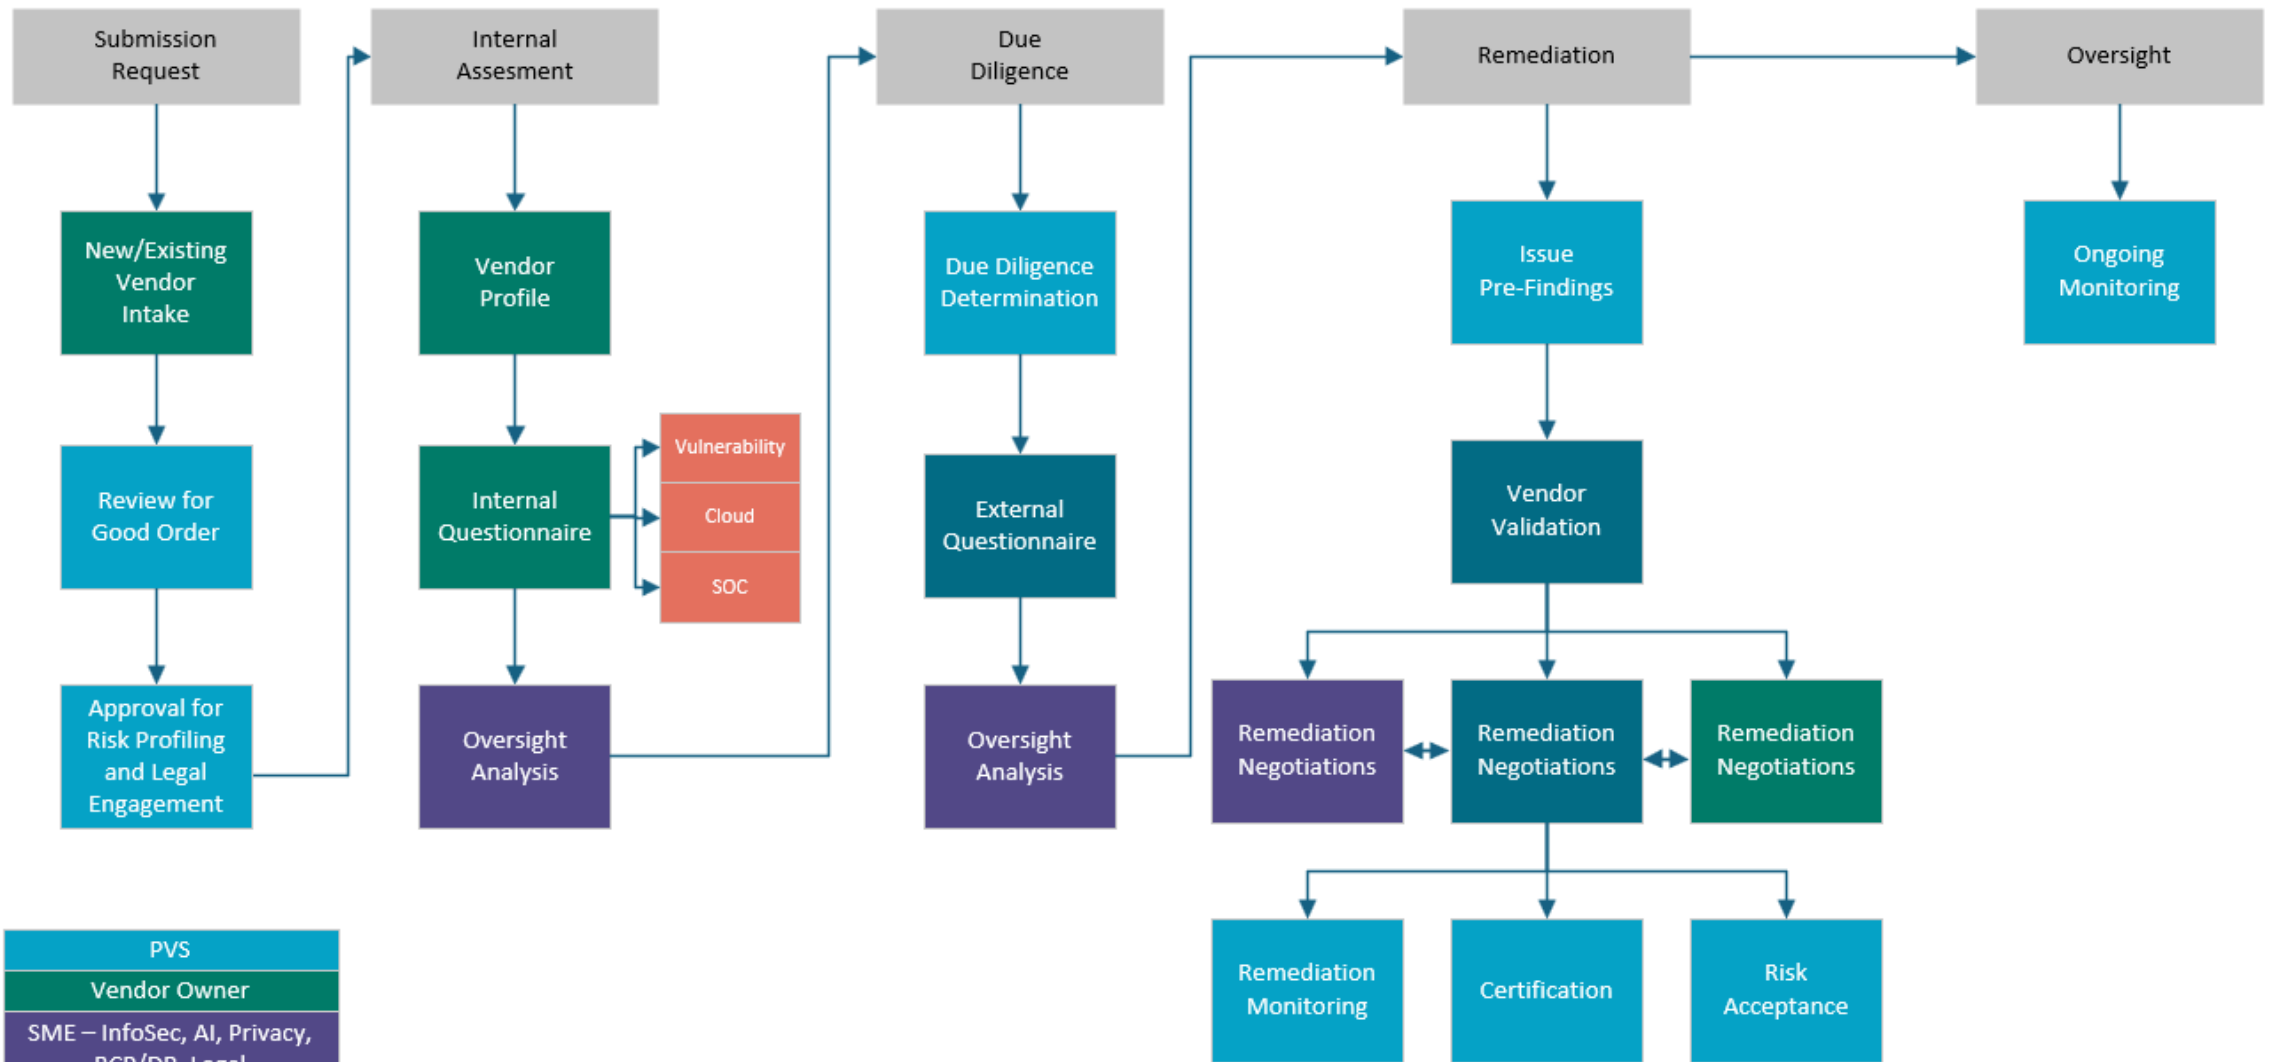 Submission
Request
Internal
Assesment
Due
Diligence
Remediation
Oversight
New/Existing
Vendor
Intake
Review for
Good Order
Approval for
Risk Profiling
and Legal
Engagement
Vendor
Profile
Internal
Questionnaire
Vulnerability
Cloud
SOC
Oversight
Analysis
Due Diligence
Determination
External
Questionnaire
Oversight
Analysis
Issue
Pre-Findings
Vendor
Validation
Remediation
Negotiations
Remediation
Negotiations
Remediation
Negotiations
Remediation
Monitoring
Certification
Risk
Acceptance
Ongoing
Monitoring
PVS
Vendor Owner
SME – InfoSec, AI, Privacy,
BCP/DR, Legal